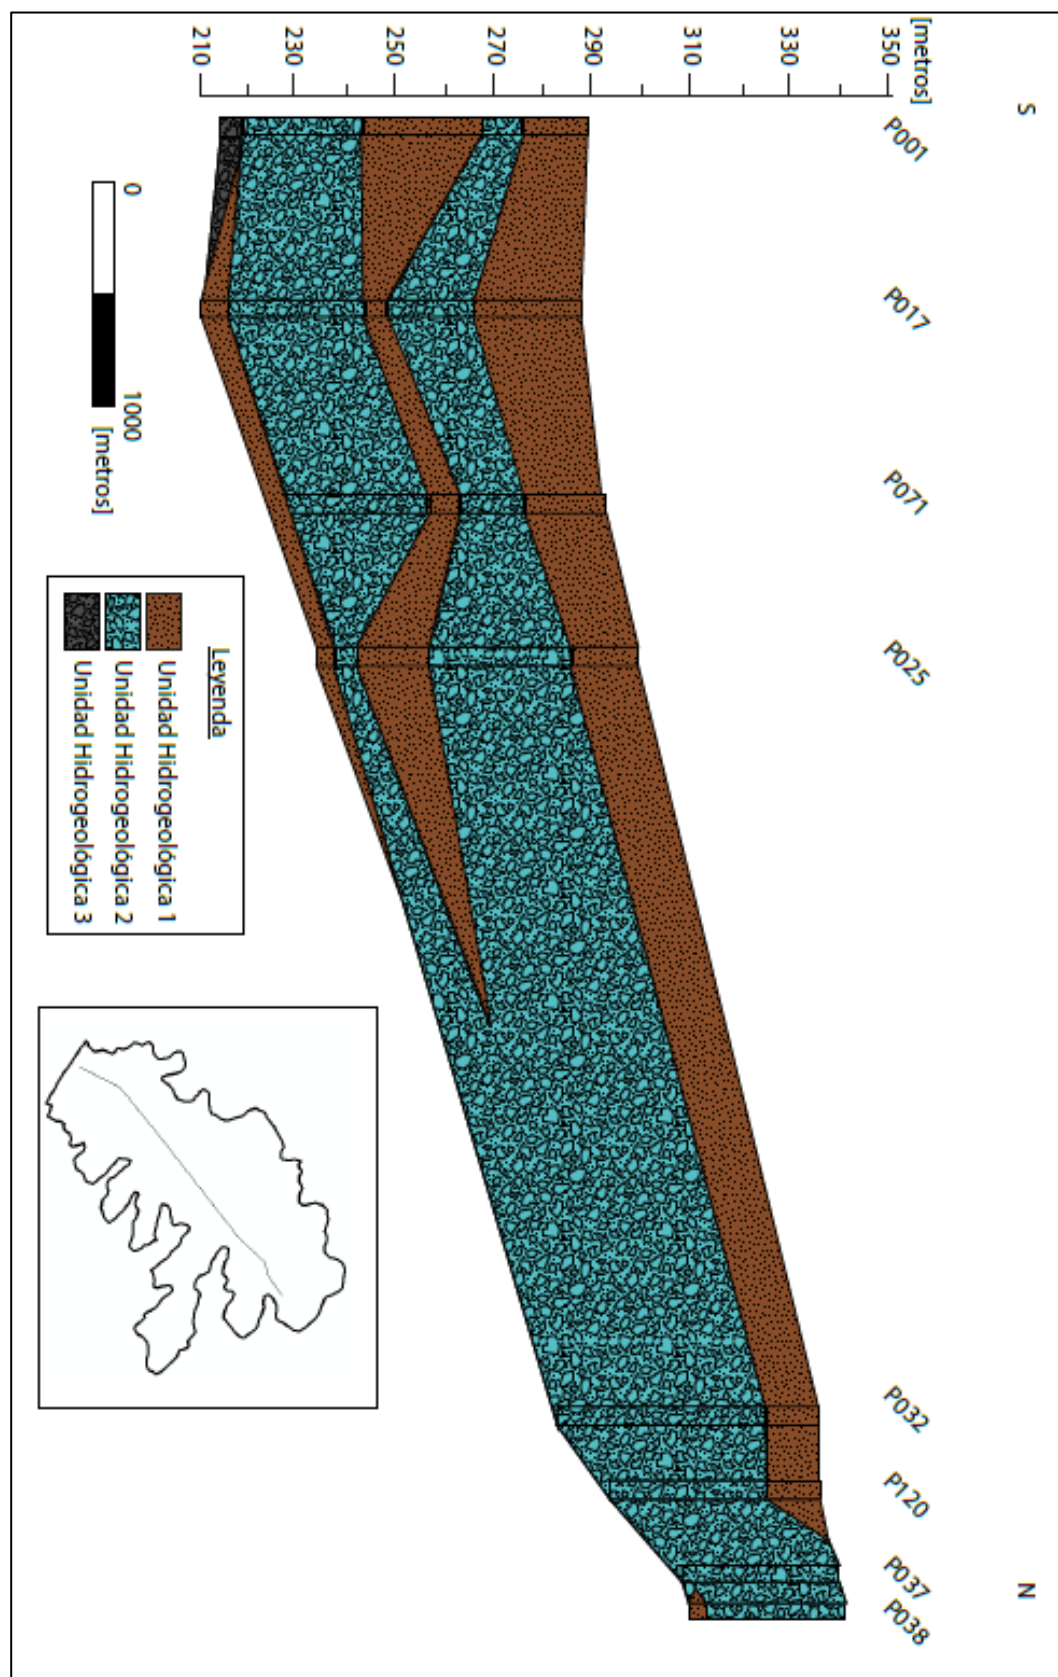 S
N
P001
P017
P071
P025
P032
P120
P037
P038
[metros]
350
330
310
290
270
250
230
210
0
1000
[metros]
Leyenda
Unidad Hidrogeológica 1
Unidad Hidrogeológica 2
Unidad Hidrogeológica 3